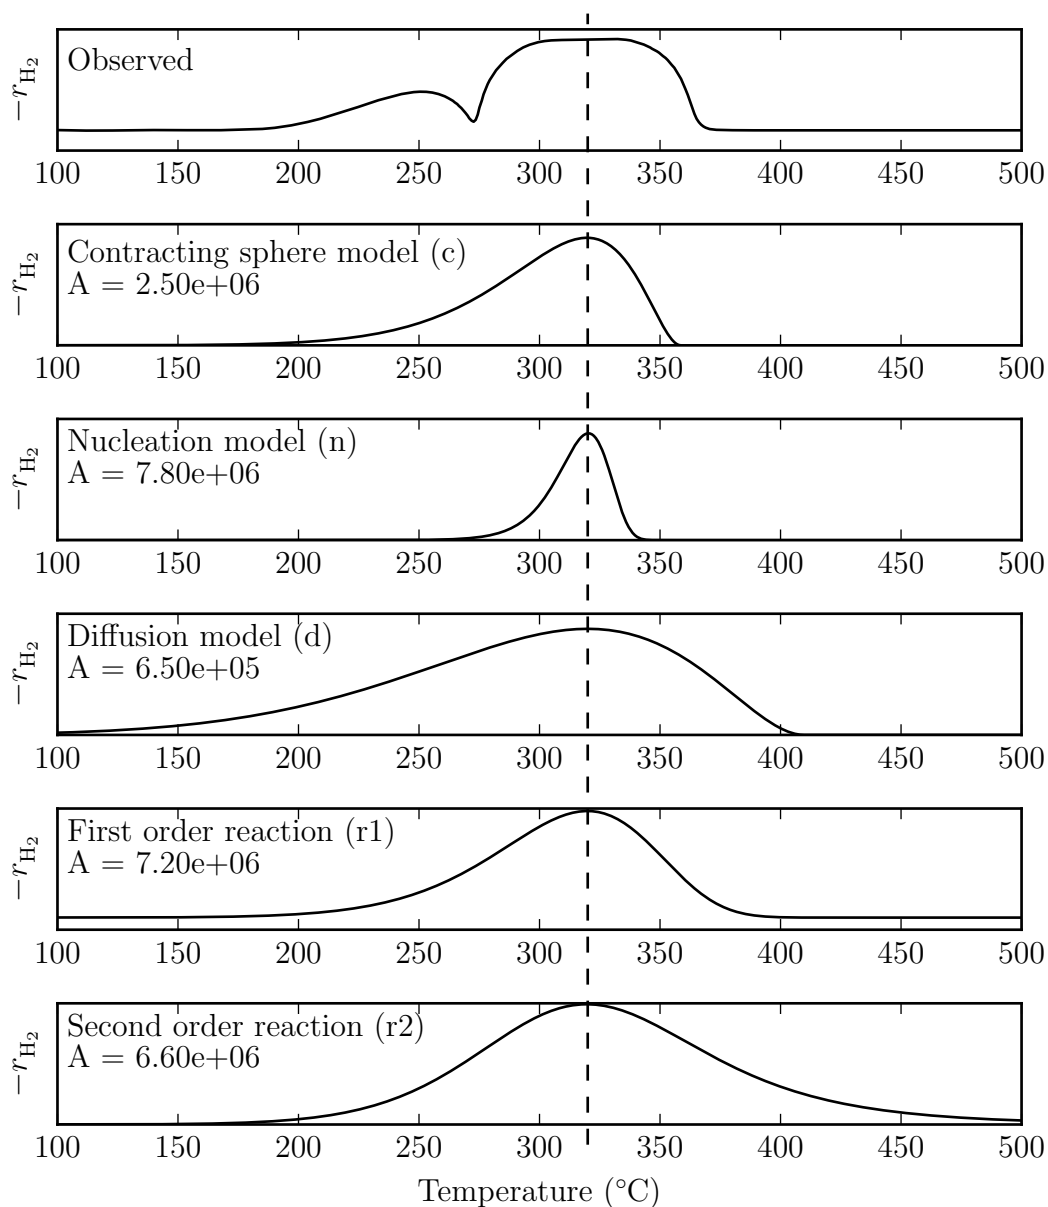 Observed
−r_H₂
100 150 200 250 300 350 400 450 500
Contracting sphere model (c)
A = 2.50e+06
−r_H₂
100 150 200 250 300 350 400 450 500
Nucleation model (n)
A = 7.80e+06
−r_H₂
100 150 200 250 300 350 400 450 500
Diffusion model (d)
A = 6.50e+05
−r_H₂
100 150 200 250 300 350 400 450 500
First order reaction (r1)
A = 7.20e+06
−r_H₂
100 150 200 250 300 350 400 450 500
Second order reaction (r2)
A = 6.60e+06
−r_H₂
100 150 200 250 300 350 400 450 500
Temperature (°C)